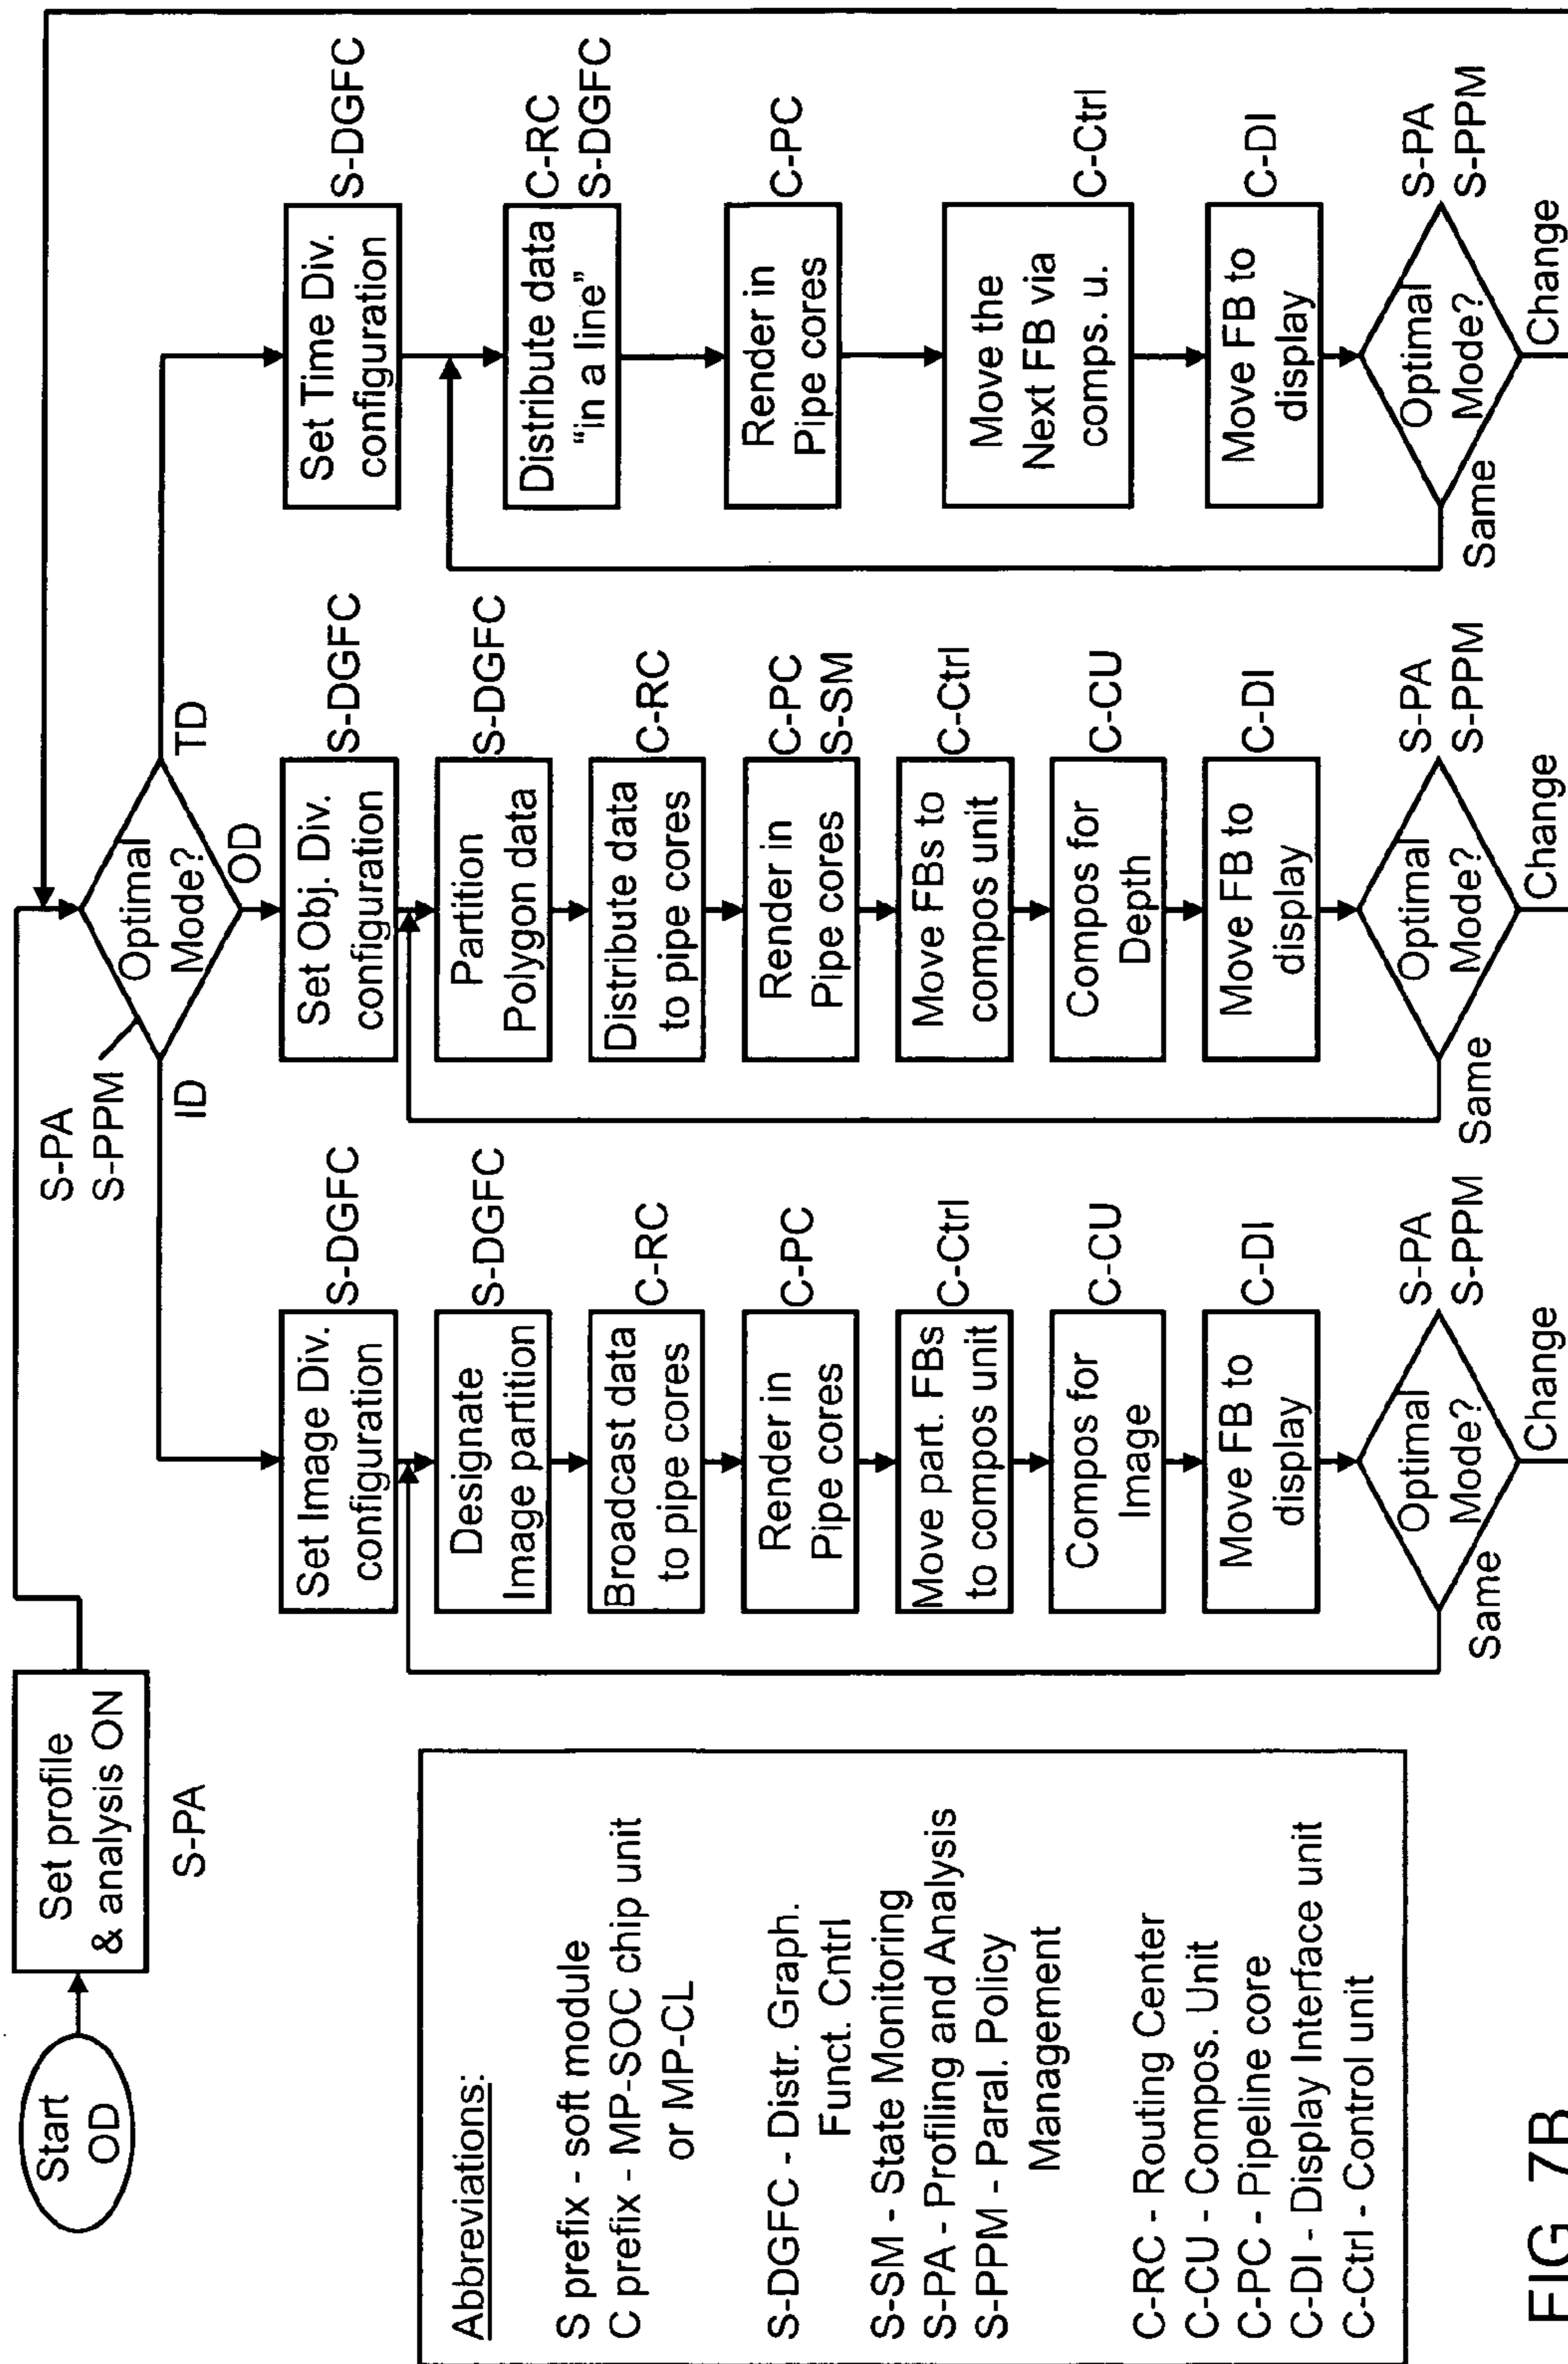 Start
OD
Set profile
& analysis ON
S-PA
S-PA
S-PPM
Optimal
Mode?
ID
OD
TD
Set Image Div.
configuration
S-DGFC
Designate
Image partition
S-DGFC
Broadcast data
to pipe cores
C-RC
Render in
Pipe cores
C-PC
Move part. FBs
to compos unit
C-Ctrl
Compos for
Image
C-CU
Move FB to
display
C-DI
Optimal
Mode?
S-PA
S-PPM
Same
Change
Set Obj. Div.
configuration
S-DGFC
Partition
Polygon data
S-DGFC
Distribute data
to pipe cores
C-RC
Render in
Pipe cores
C-PC
S-SM
Move FBs to
compos unit
C-Ctrl
Compos for
Depth
C-CU
Move FB to
display
C-DI
Optimal
Mode?
S-PA
S-PPM
Same
Change
Set Time Div.
configuration
S-DGFC
Distribute data
“in a line”
C-RC
S-DGFC
Render in
Pipe cores
C-PC
Move the
Next FB via
comps. u.
C-Ctrl
Move FB to
display
C-DI
Optimal
Mode?
S-PA
S-PPM
Same
Change
Abbreviations:
S prefix - soft module
C prefix - MP-SOC chip unit
or MP-CL
S-DGFC - Distr. Graph.
Funct. Cntrl
S-SM - State Monitoring
S-PA - Profiling and Analysis
S-PPM - Paral. Policy
Management
C-RC - Routing Center
C-CU - Compos. Unit
C-PC - Pipeline core
C-DI - Display Interface unit
C-Ctrl - Control unit
FIG. 7B